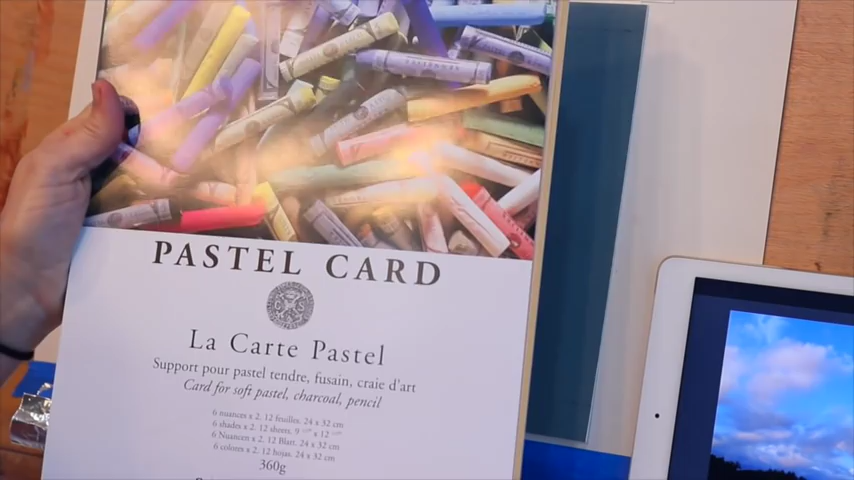 PASTEL CARD
La Carte Pastel
Support pour pastel tendre, fusain, craie d'art
Card for soft pastel, charcoal, pencil
6 nuances x 2. 12 feuilles. 24 x 32 cm
6 shades x 2. 12 sheets.
6 Nuancen x 2. 12 Blatt. 24 x 32 cm
6 colores x 2. 12 hojas. 24 x 32 cm
360g